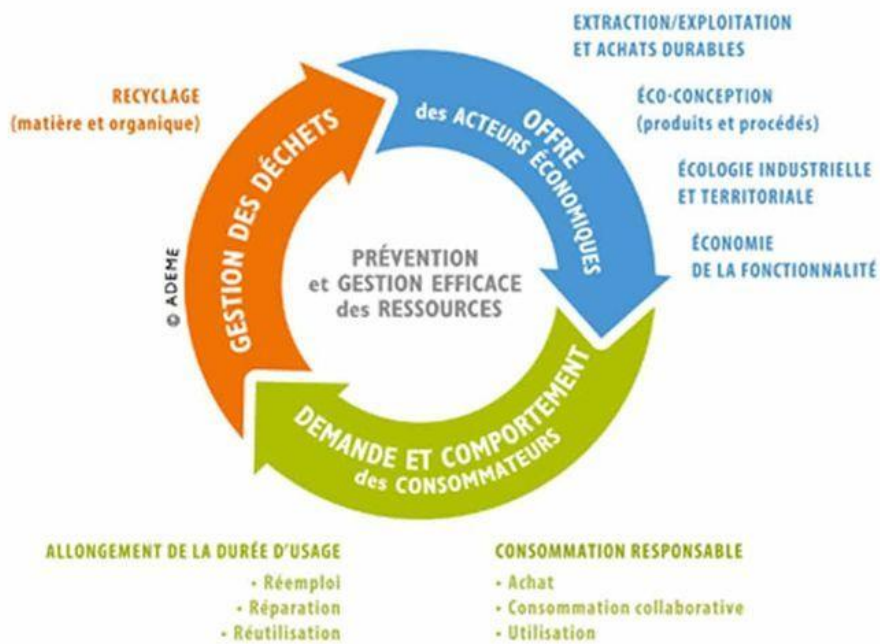 EXTRACTION/EXPLOITATION
ET ACHATS DURABLES
ÉCO-CONCEPTION
(produits et procédés)
ÉCOLOGIE INDUSTRIELLE
ET TERRITORIALE
ÉCONOMIE
DE LA FONCTIONNALITÉ
OFFRE
des ACTEURS ÉCONOMIQUES
RECYCLAGE
(matière et organique)
GESTION DES DÉCHETS
© ADEME
PRÉVENTION
et GESTION EFFICACE
des RESSOURCES
DEMANDE ET COMPORTEMENT
des CONSOMMATEURS
ALLONGEMENT DE LA DURÉE D'USAGE
• Réemploi
• Réparation
• Réutilisation
CONSOMMATION RESPONSABLE
• Achat
• Consommation collaborative
• Utilisation